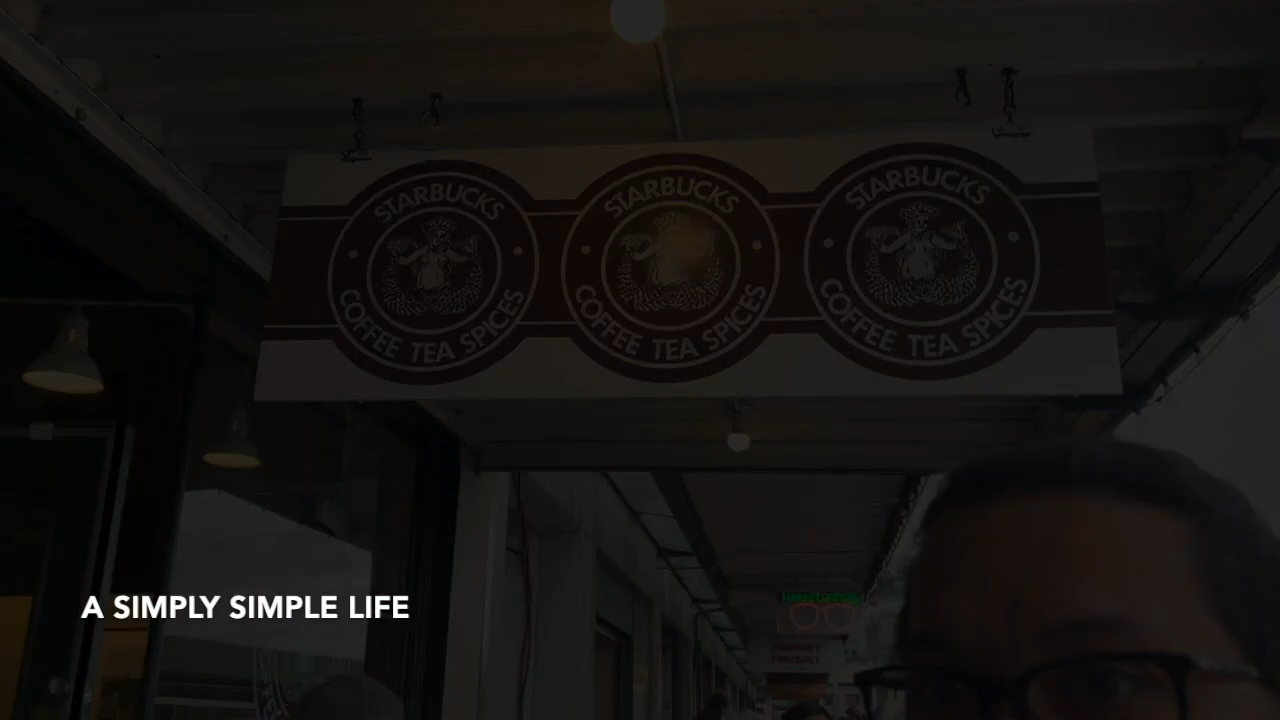 STARBUCKS
COFFEE TEA SPICES
STARBUCKS
COFFEE TEA SPICES
STARBUCKS
COFFEE TEA SPICES
A SIMPLY SIMPLE LIFE